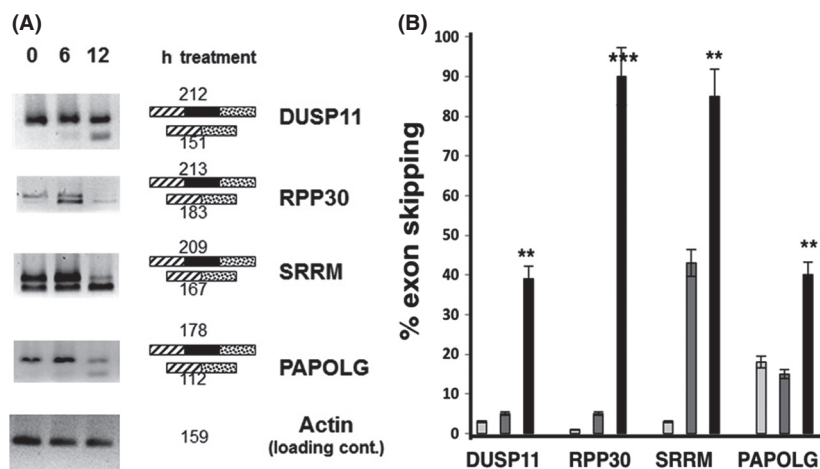 (A)
0 6 12 h treatment
212
DUSP11
151
213
RPP30
183
209
SRRM
167
178
PAPOLG
112
159
Actin
(loading cont.)
(B)
% exon skipping
100
90
80
70
60
50
40
30
20
10
0
**
***
**
**
DUSP11 RPP30 SRRM PAPOLG